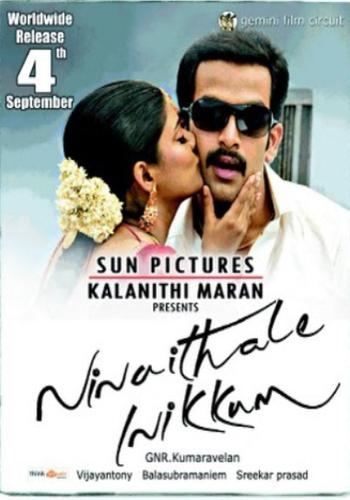 Worldwide
Release
4th
September
gemini film circuit
SUN PICTURES
KALANITHI MARAN
PRESENTS
Ninaithale
Inikkum
GNR.Kumaravelan
think
Vijayantony Balasubramaniem Sreekar prasad